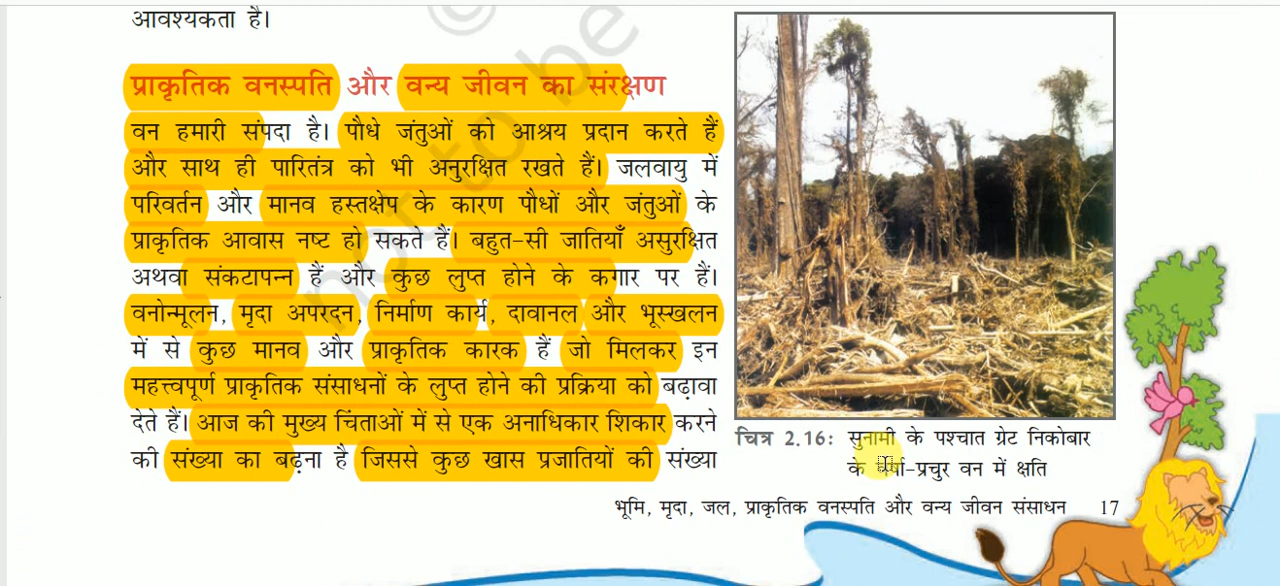 आवश्यकता है।
प्राकृतिक वनस्पति और वन्य जीवन का संरक्षण
वन हमारी संपदा है। पौधे जंतुओं को आश्रय प्रदान करते हैं
और साथ ही पारितंत्र को भी अनुरक्षित रखते हैं। जलवायु में
परिवर्तन और मानव हस्तक्षेप के कारण पौधों और जंतुओं के
प्राकृतिक आवास नष्ट हो सकते हैं। बहुत-सी जातियाँ असुरक्षित
अथवा संकटापन्न हैं और कुछ लुप्त होने के कगार पर हैं।
वनोन्मूलन, मृदा अपरदन, निर्माण कार्य, दावानल और भूस्खलन
में से कुछ मानव और प्राकृतिक कारक हैं जो मिलकर इन
महत्त्वपूर्ण प्राकृतिक संसाधनों के लुप्त होने की प्रक्रिया को बढ़ावा
देते हैं। आज की मुख्य चिंताओं में से एक अनाधिकार शिकार करने
की संख्या का बढ़ना है जिससे कुछ खास प्रजातियों की संख्या
चित्र 2.16: सुनामी के पश्चात ग्रेट निकोबार
के वर्षा-प्रचुर वन में क्षति
भूमि, मृदा, जल, प्राकृतिक वनस्पति और वन्य जीवन संसाधन 17
© not to be